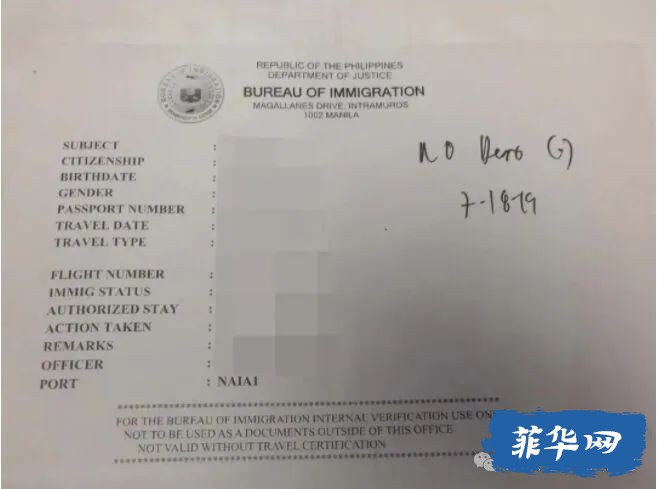 REPUBLIC OF THE PHILIPPINES
DEPARTMENT OF JUSTICE
BUREAU OF IMMIGRATION
MAGALLANES DRIVE, INTRAMUROS
1002 MANILA
SUBJECT :
CITIZENSHIP :
BIRTHDATE :
GENDER :
PASSPORT NUMBER :
TRAVEL DATE :
TRAVEL TYPE :
FLIGHT NUMBER :
IMMIG STATUS :
AUTHORIZED STAY :
ACTION TAKEN :
REMARKS :
OFFICER :
PORT : NAIA1
NO
7-18-19
FOR THE BUREAU OF IMMIGRATION INTERNAL VERIFICATION USE ON
NOT TO BE USED AS A DOCUMENTS OUTSIDE OF THIS OFFICE
NOT VALID WITHOUT TRAVEL CERTIFICATION
菲华网